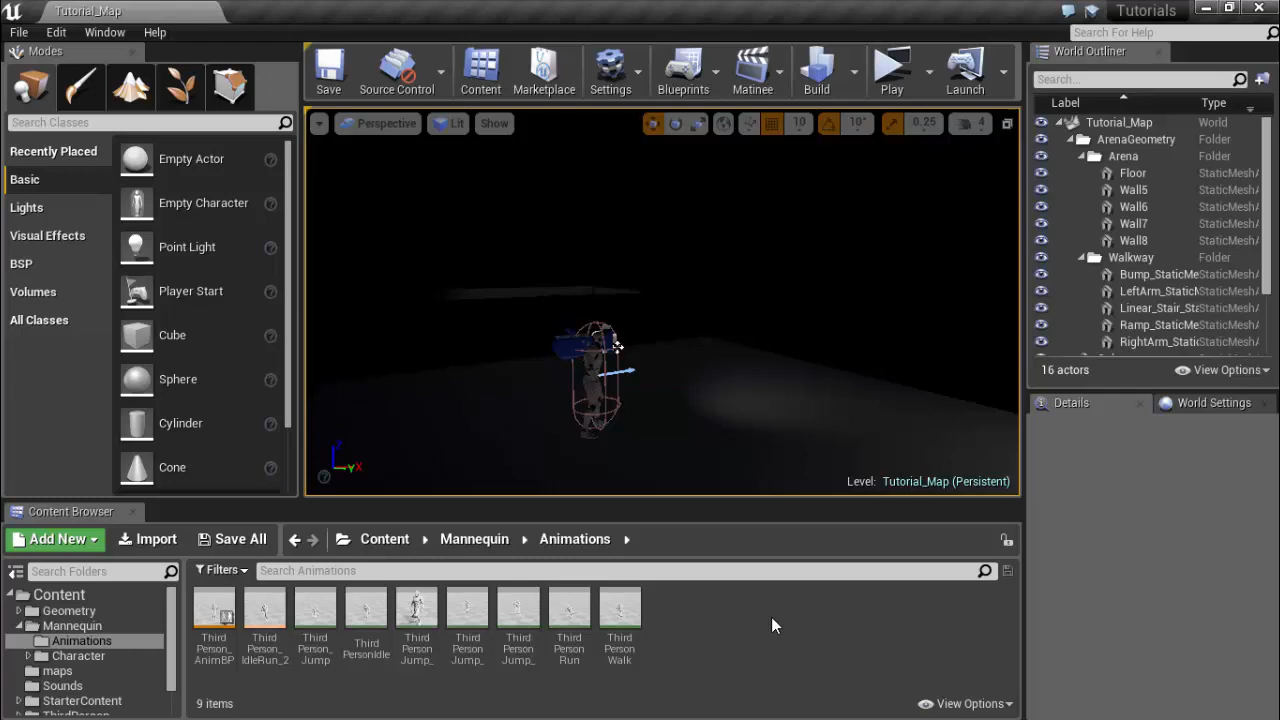 Tutorial_Map
Tutorials
File Edit Window Help
Search For Help
Modes
Save Source Control Content Marketplace Settings Blueprints Matinee Build Play Launch
World Outliner
Search...
Label Type
Search Classes
Perspective Lit Show
10 10° 0.25 4
Recently Placed
Basic
Lights
Visual Effects
BSP
Volumes
All Classes
Empty Actor
Empty Character
Point Light
Player Start
Cube
Sphere
Cylinder
Cone
Tutorial_Map World
ArenaGeometry Folder
Arena Folder
Floor StaticMesh
Wall5 StaticMesh
Wall6 StaticMesh
Wall7 StaticMesh
Wall8 StaticMesh
Walkway Folder
Bump_StaticMe StaticMesh
LeftArm_StaticM StaticMesh
Linear_Stair_Sta StaticMesh
Ramp_StaticMe StaticMesh
RightArm_Static StaticMesh
16 actors View Options
Details World Settings
Z
Y X
Level: Tutorial_Map (Persistent)
Content Browser
Add New Import Save All Content Mannequin Animations
Search Folders
Filters Search Animations
Content
Geometry
Mannequin
Animations
Character
maps
Sounds
StarterContent
Third Person_ AnimBP
Third Person_ IdleRun_2
Third Person_ Jump
Third PersonIdle
Third Person Jump_
Third Person Jump_
Third Person Jump_
Third Person Run
Third Person Walk
9 items View Options